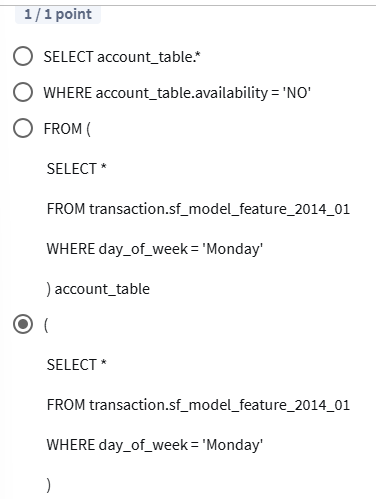 1 / 1 point
SELECT account_table.*
WHERE account_table.availability = 'NO'
FROM (
SELECT *
FROM transaction.sf_model_feature_2014_01
WHERE day_of_week = 'Monday'
) account_table
(
SELECT *
FROM transaction.sf_model_feature_2014_01
WHERE day_of_week = 'Monday'
)